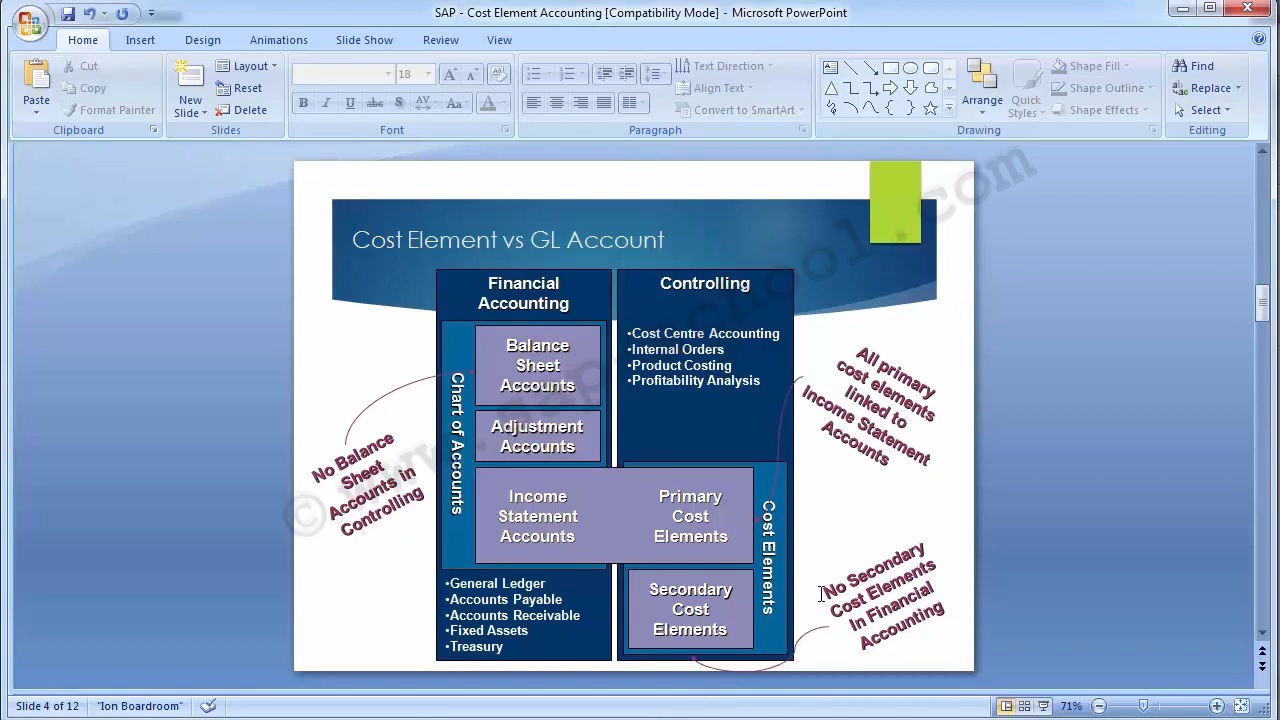 SAP - Cost Element Accounting [Compatibility Mode] - Microsoft PowerPoint
Home Insert Design Animations Slide Show Review View
Paste
Cut
Copy
Format Painter
Clipboard
New
Slide
Layout
Reset
Delete
Slides
18
B I U abc S AV Aa A
Font
Text Direction
Align Text
Convert to SmartArt
Paragraph
Arrange
Quick
Styles
Shape Fill
Shape Outline
Shape Effects
Drawing
Find
Replace
Select
Editing
Cost Element vs GL Account
Financial
Accounting
Chart of Accounts
Balance
Sheet
Accounts
Adjustment
Accounts
Income
Statement
Accounts
•General Ledger
•Accounts Payable
•Accounts Receivable
•Fixed Assets
•Treasury
Controlling
•Cost Centre Accounting
•Internal Orders
•Product Costing
•Profitability Analysis
Primary
Cost
Elements
Secondary
Cost
Elements
Cost Elements
No Balance
Sheet
Accounts in
Controlling
All primary
cost elements
linked to
Income Statement
Accounts
No Secondary
Cost Elements
In Financial
Accounting
Slide 4 of 12 "Ion Boardroom" 71%